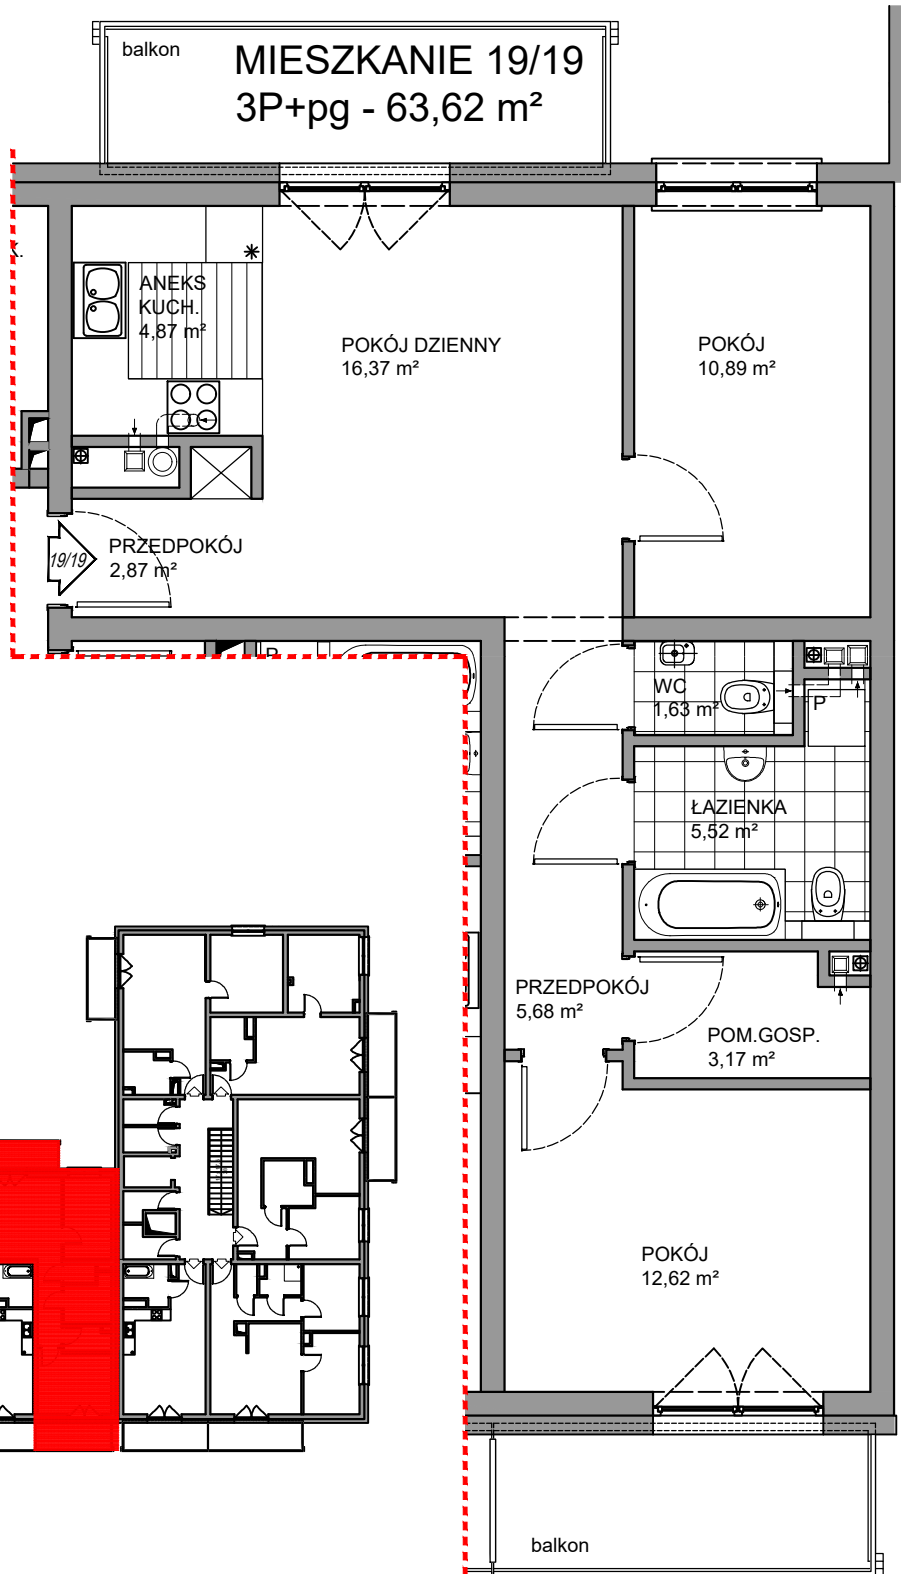 balkon
MIESZKANIE 19/19
3P+pg - 63,62 m²
K.
ANEKS
KUCH.
4,87 m²
POKÓJ DZIENNY
16,37 m²
POKÓJ
10,89 m²
19/19
PRZEDPOKÓJ
2,87 m²
P
WC
1,63 m²
P
ŁAZIENKA
5,52 m²
PRZEDPOKÓJ
5,68 m²
POM.GOSP.
3,17 m²
POKÓJ
12,62 m²
balkon